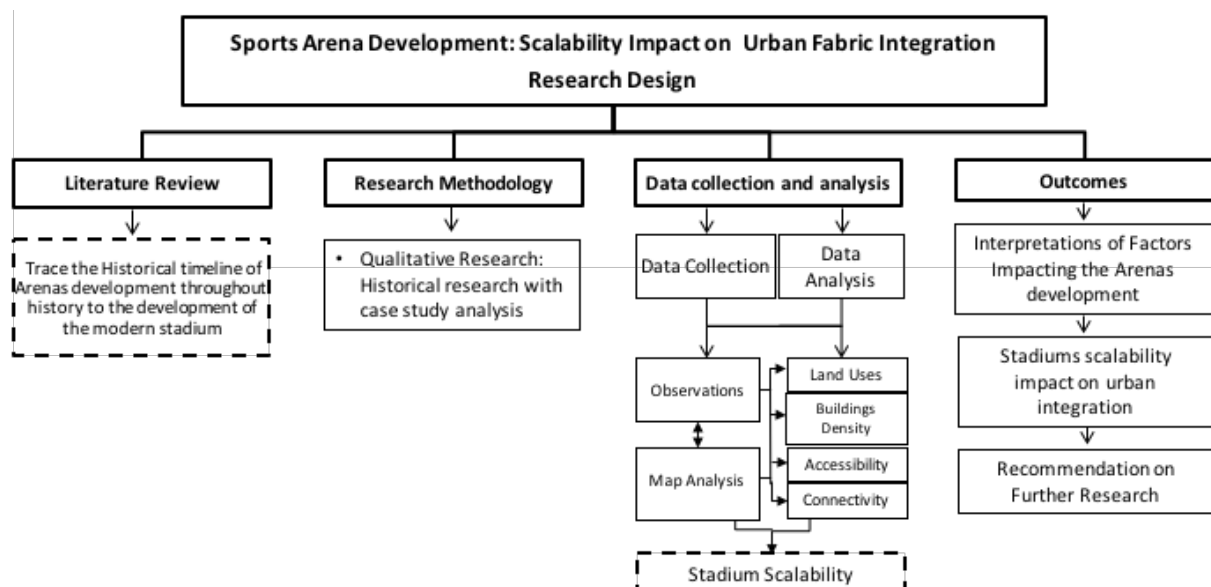 Sports Arena Development: Scalability Impact on Urban Fabric Integration
Research Design
Literature Review
Trace the Historical timeline of
Arenas development throughout
history to the development of
the modern stadium
Research Methodology
• Qualitative Research:
Historical research with
case study analysis
Data collection and analysis
Data Collection
Data
Analysis
Observations
Map Analysis
Land Uses
Buildings
Density
Accessibility
Connectivity
Stadium Scalability
Outcomes
Interpretations of Factors
Impacting the Arenas
development
Stadiums scalability
impact on urban
integration
Recommendation on
Further Research